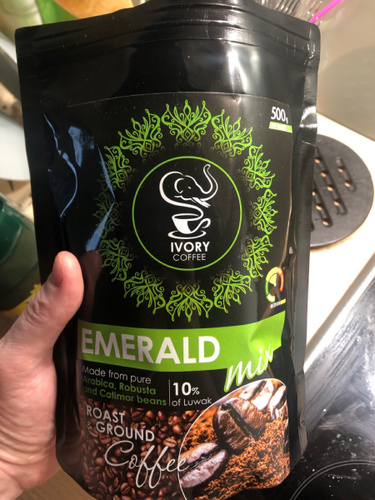 500g
IVORY
COFFEE
EMERALD
mix
Made from pure
Arabica, Robusta
and Catimor beans
10%
of Luwak
ROAST
& GROUND
Coffee